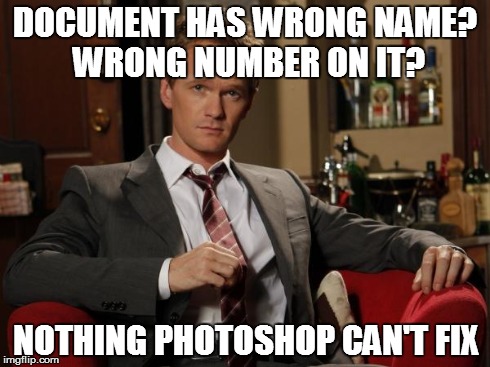 DOCUMENT HAS WRONG NAME?
WRONG NUMBER ON IT?
NOTHING PHOTOSHOP CAN'T FIX
imgflip.com